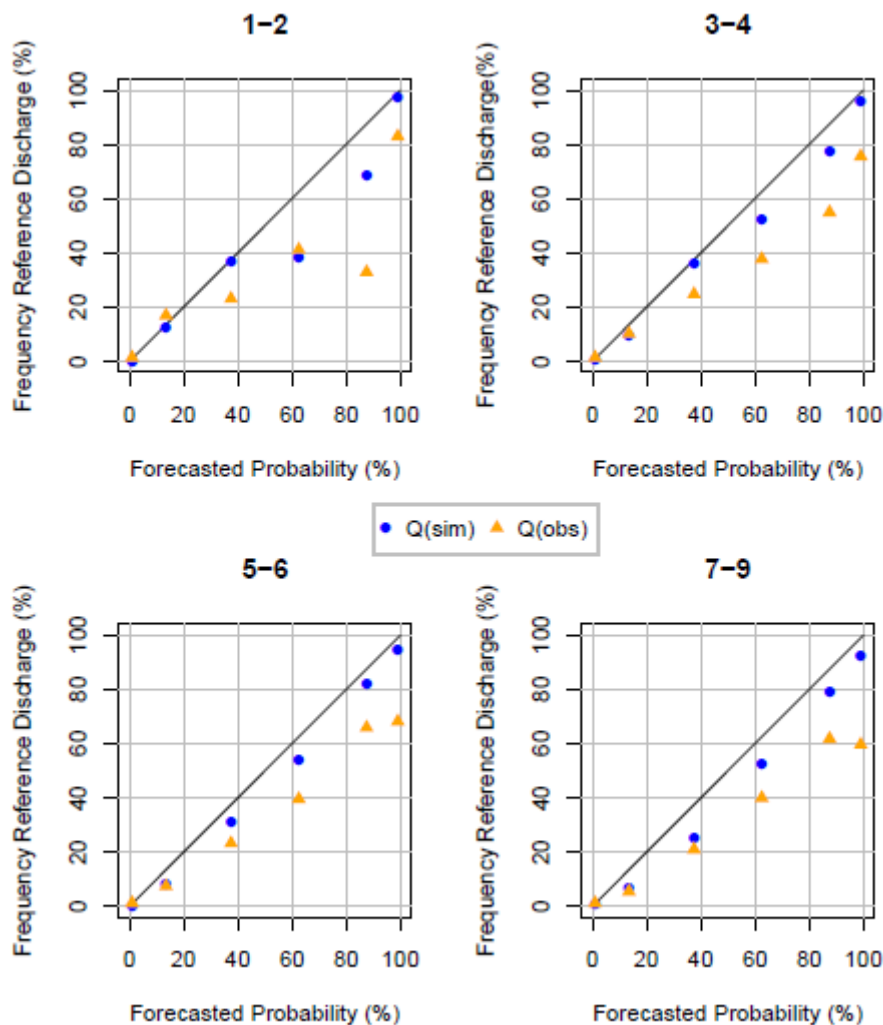 1−2
Frequency Reference Discharge (%)
100
80
60
40
20
0
0 20 40 60 80 100
Forecasted Probability (%)
3−4
Frequency Reference Discharge(%)
100
80
60
40
20
0
0 20 40 60 80 100
Forecasted Probability (%)
Q(sim) Q(obs)
5−6
Frequency Reference Discharge (%)
100
80
60
40
20
0
0 20 40 60 80 100
Forecasted Probability (%)
7−9
Frequency Reference Discharge (%)
100
80
60
40
20
0
0 20 40 60 80 100
Forecasted Probability (%)